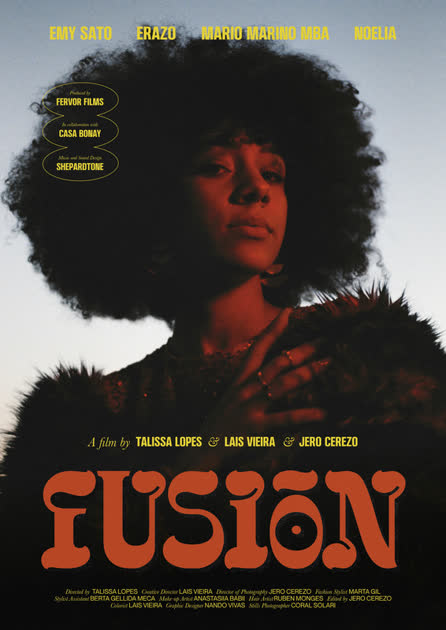 EMY SATO ERAZO MARIO MARINO MBA NOELIA
Produced by
FERVOR FILMS
In collaboration with
CASA BONAY
Music and Sound Design
SHEPARDTONE
A film by TALISSA LOPES & LAIS VIEIRA & JERO CEREZO
FUSIōN
Directed by TALISSA LOPES Creative Director LAIS VIEIRA Director of Photography JERO CEREZO Fashion Stylist MARTA GIL
Stylist Assistant BERTA GELLIDA MECA Make-up Artist ANASTASIIA BABII Hair Artist RUBEN MONGES Edited by JERO CEREZO
Colorist LAIS VIEIRA Graphic Designer NANDO VIVAS Stills Photographer CORAL SOLARI